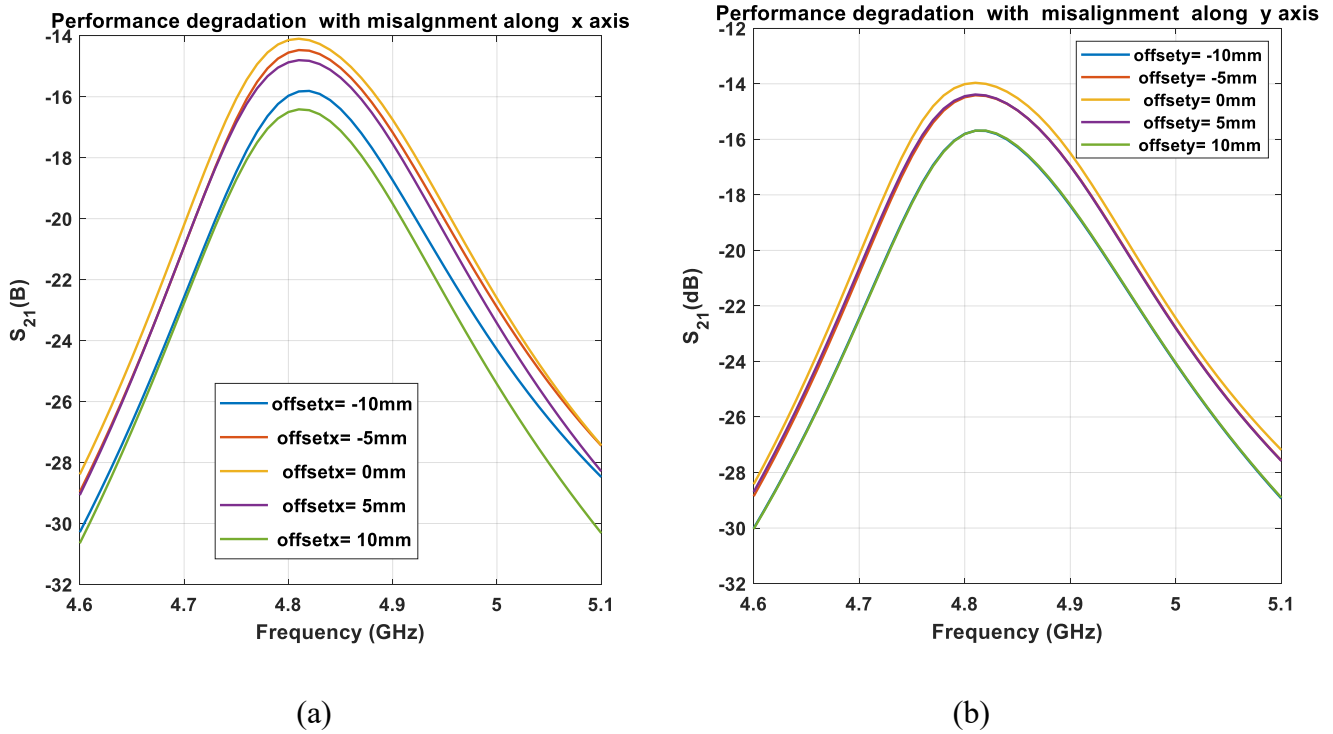 Performance degradation with misalgnment along x axis
-14
-16
-18
-20
-22
-24
-26
-28
-30
-32
S21(B)
offsetx= -10mm
offsetx= -5mm
offsetx= 0mm
offsetx= 5mm
offsetx= 10mm
4.6 4.7 4.8 4.9 5 5.1
Frequency (GHz)
(a)
Performance degradation with misalignment along y axis
-12
-14
-16
-18
-20
-22
-24
-26
-28
-30
-32
S21(dB)
offsety= -10mm
offsety= -5mm
offsety= 0mm
offsety= 5mm
offsety= 10mm
4.6 4.7 4.8 4.9 5 5.1
Frequency (GHz)
(b)